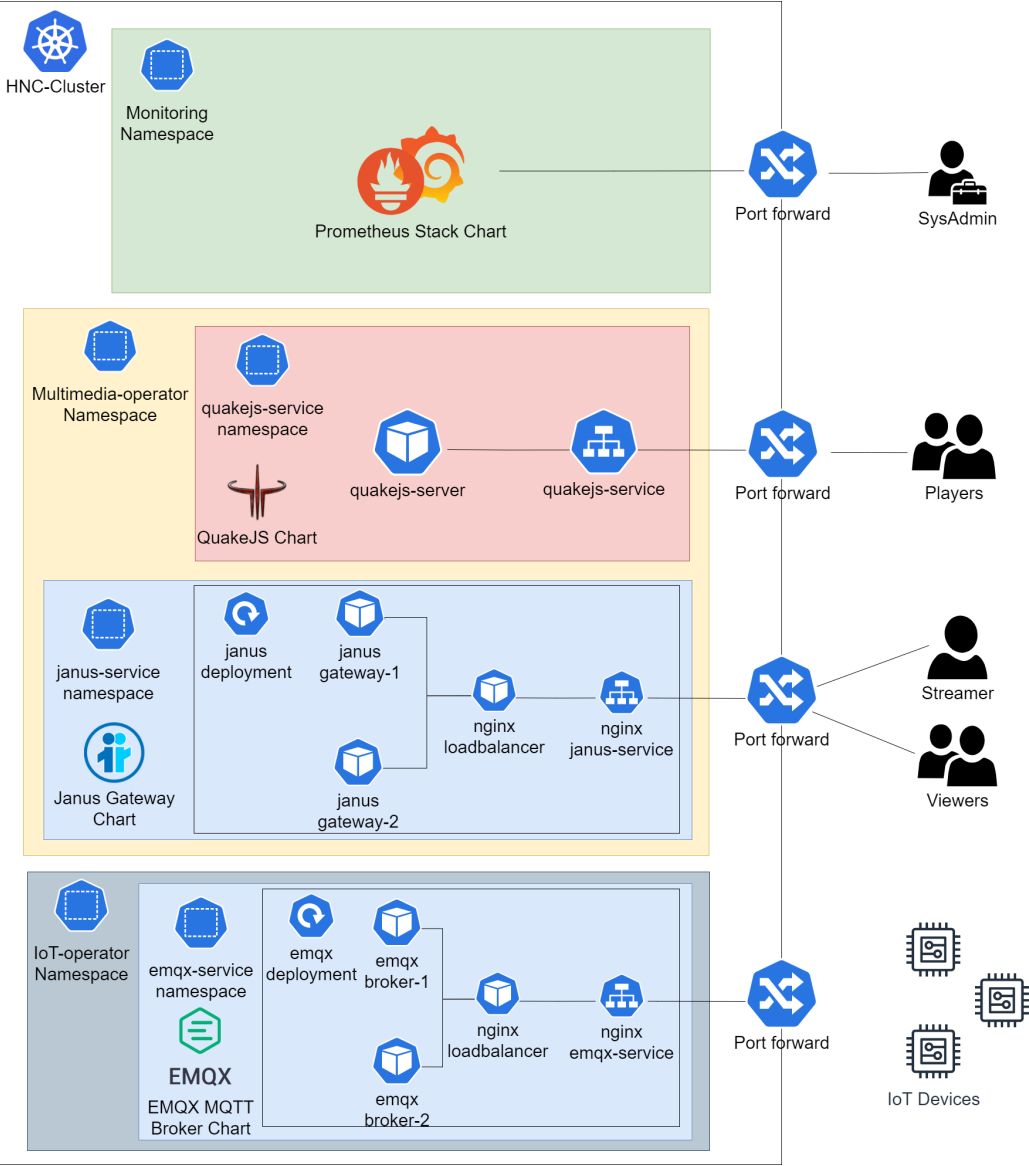 HNC-Cluster
Monitoring
Namespace
Prometheus Stack Chart
Port forward
SysAdmin
Multimedia-operator
Namespace
quakejs-service
namespace
QuakeJS Chart
quakejs-server
quakejs-service
Port forward
Players
janus-service
namespace
Janus Gateway
Chart
janus
deployment
janus
gateway-1
janus
gateway-2
nginx
loadbalancer
nginx
janus-service
Port forward
Streamer
Viewers
IoT-operator
Namespace
emqx-service
namespace
EMQX
EMQX MQTT
Broker Chart
emqx
deployment
emqx
broker-1
emqx
broker-2
nginx
loadbalancer
nginx
emqx-service
Port forward
IoT Devices